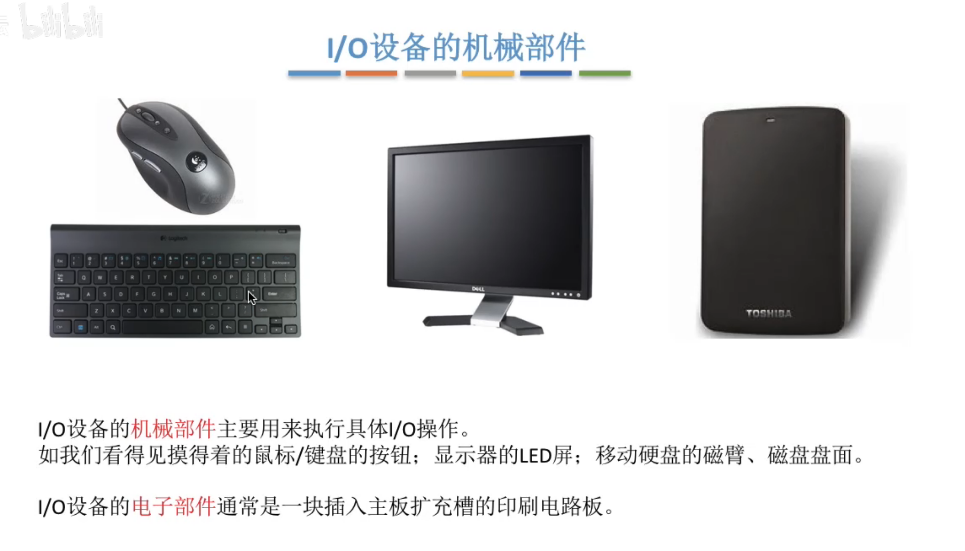 bilibili
I/O设备的机械部件
DELL
TOSHIBA
I/O设备的机械部件主要用来执行具体I/O操作。
如我们看得见摸得着的鼠标/键盘的按钮；显示器的LED屏；移动硬盘的磁臂、磁盘盘面。
I/O设备的电子部件通常是一块插入主板扩充槽的印刷电路板。